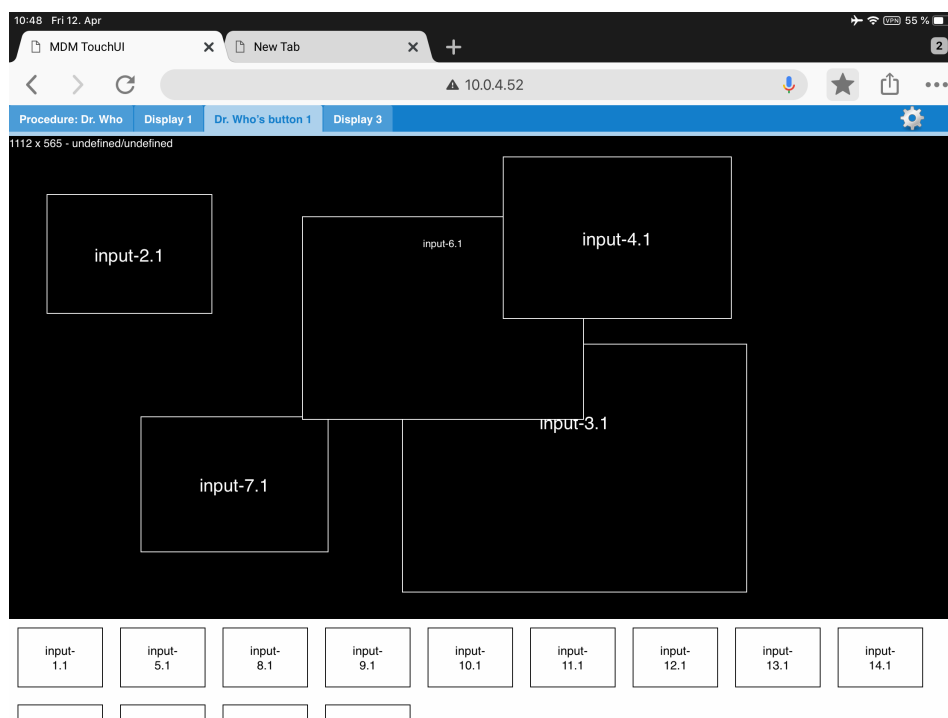 10:48 Fri 12. Apr
VPN 55 %
MDM TouchUI
New Tab
2
10.0.4.52
Procedure: Dr. Who
Display 1
Dr. Who's button 1
Display 3
1112 x 565 - undefined/undefined
input-2.1
input-6.1
input-4.1
input-3.1
input-7.1
input-
1.1
input-
5.1
input-
8.1
input-
9.1
input-
10.1
input-
11.1
input-
12.1
input-
13.1
input-
14.1